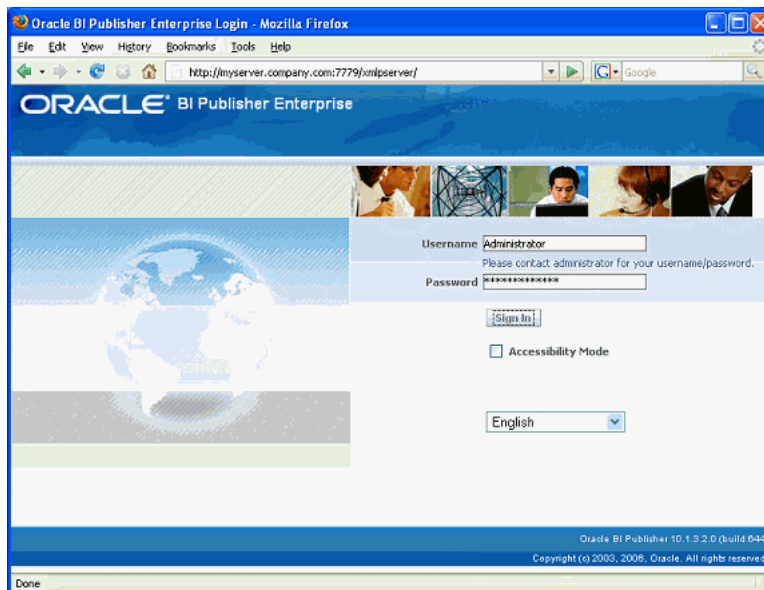 Oracle BI Publisher Enterprise Login - Mozilla Firefox
File Edit View History Bookmarks Tools Help
http://myserver.company.com:7779/xmlpserver/ G Google
ORACLE BI Publisher Enterprise
Username Administrator
Please contact administrator for your username/password.
Password *************
Sign In
Accessibility Mode
English
Oracle BI Publisher 10.1.3.2.0 (build:644
Copyright (c) 2003, 2006, Oracle. All rights reserved
Done